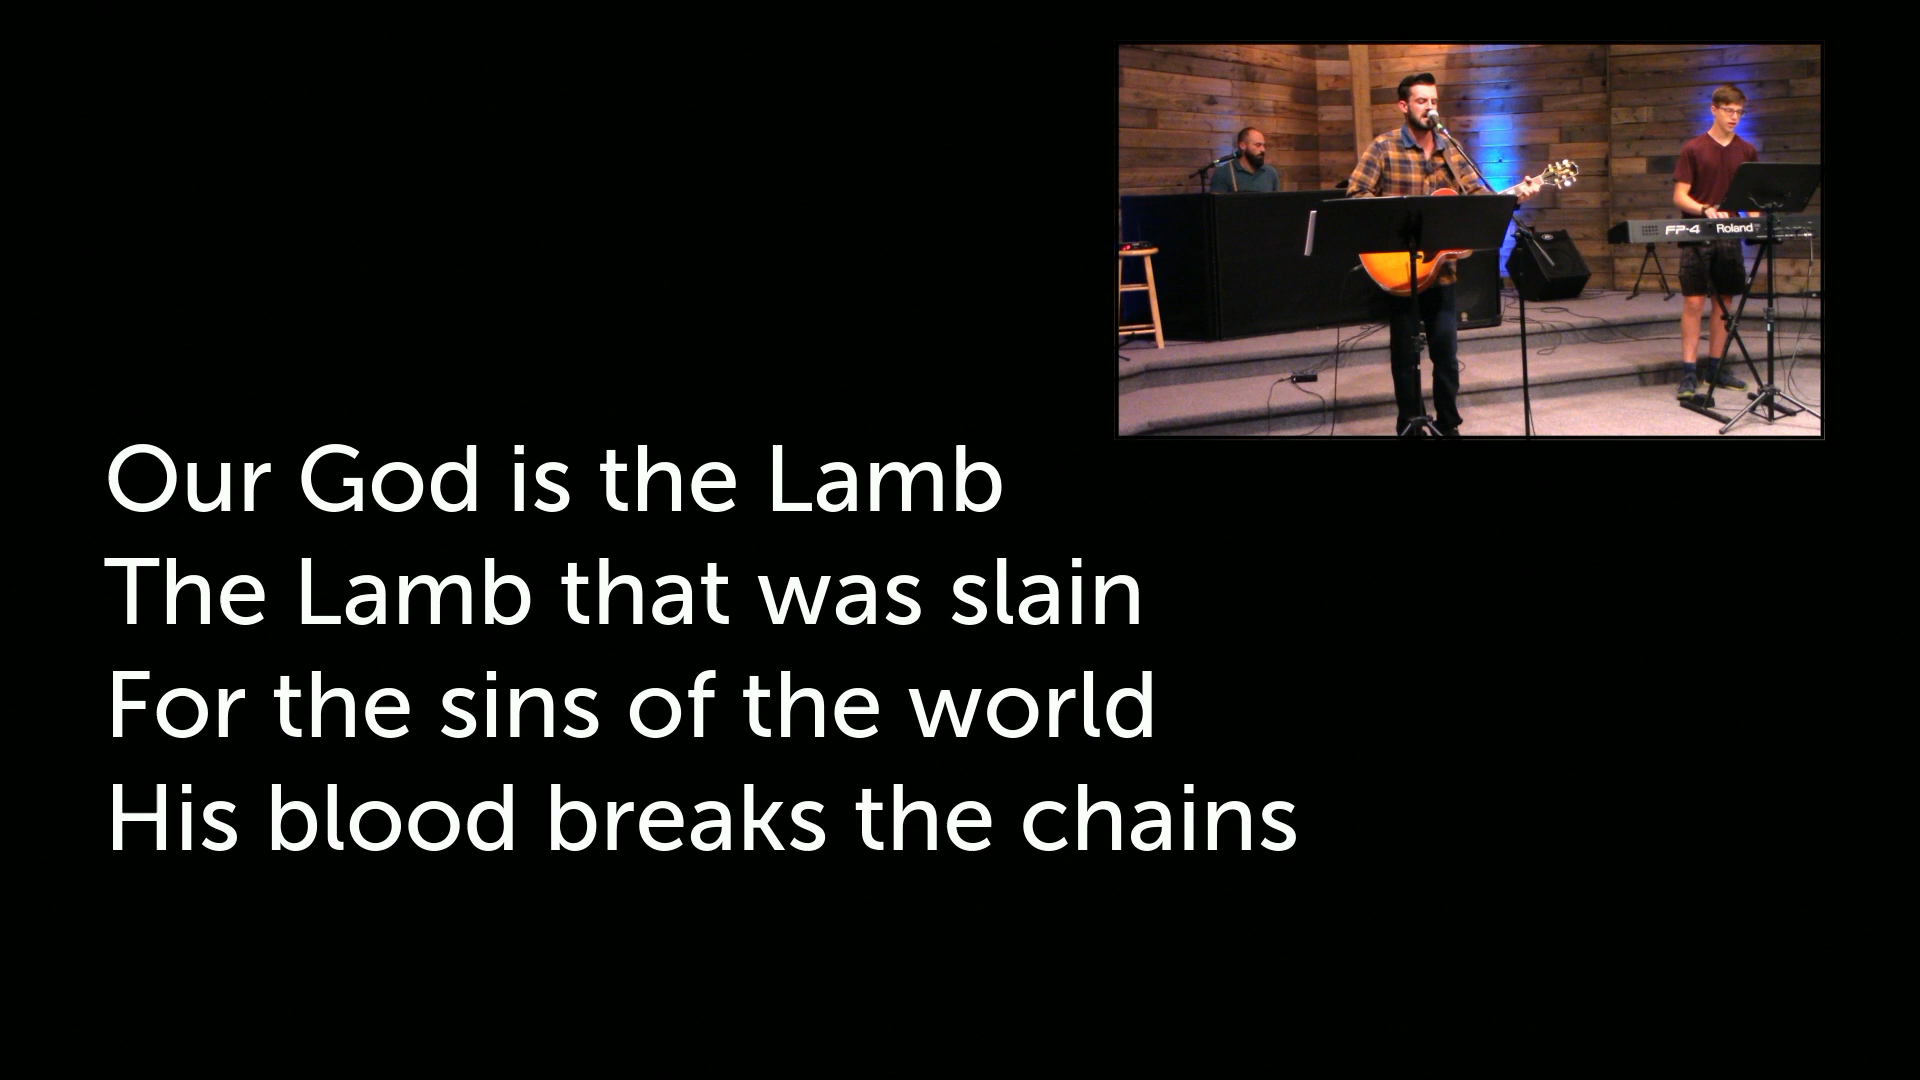 FP-4 Roland
Our God is the Lamb
The Lamb that was slain
For the sins of the world
His blood breaks the chains